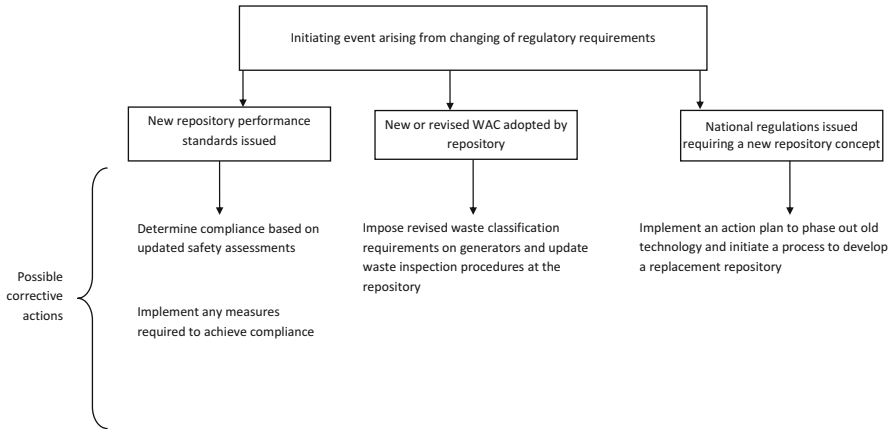 Initiating event arising from changing of regulatory requirements
New repository performance
standards issued
New or revised WAC adopted by
repository
National regulations issued
requiring a new repository concept
Possible
corrective
actions
Determine compliance based on
updated safety assessments
Implement any measures
required to achieve compliance
Impose revised waste classification
requirements on generators and update
waste inspection procedures at the
repository
Implement an action plan to phase out old
technology and initiate a process to develop
a replacement repository